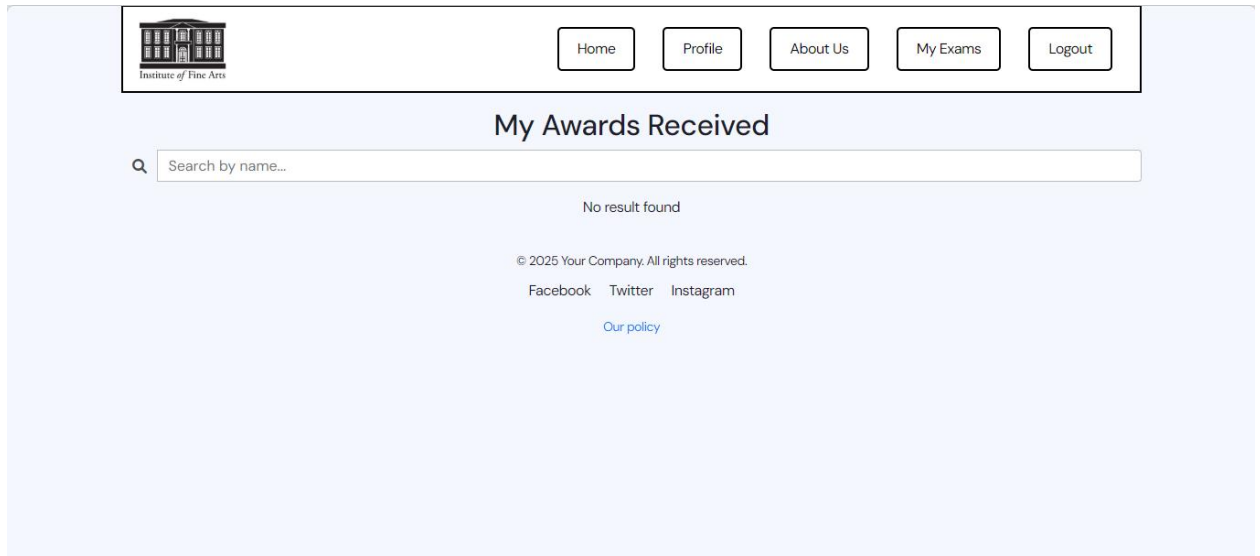 Institute of Fine Arts
Home Profile About Us My Exams Logout
My Awards Received
Search by name...
No result found
© 2025 Your Company. All rights reserved.
Facebook Twitter Instagram
Our policy